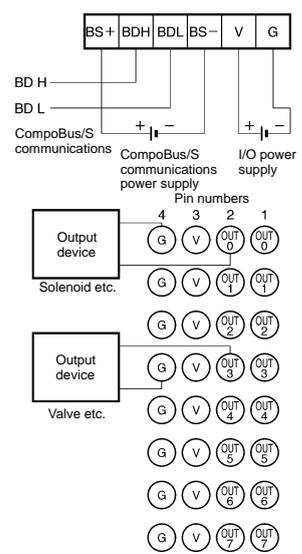 BS+ BDH BDL BS− V G
BD H
BD L
+ − + −
CompoBus/S
communications
CompoBus/S
communications
power supply
I/O power
supply
Pin numbers
4 3 2 1
Output
device
G V OUT 0 OUT 0
Solenoid etc.
G V OUT 1 OUT 1
G V OUT 2 OUT 2
Output
device
G V OUT 3 OUT 3
Valve etc.
G V OUT 4 OUT 4
G V OUT 5 OUT 5
G V OUT 6 OUT 6
G V OUT 7 OUT 7